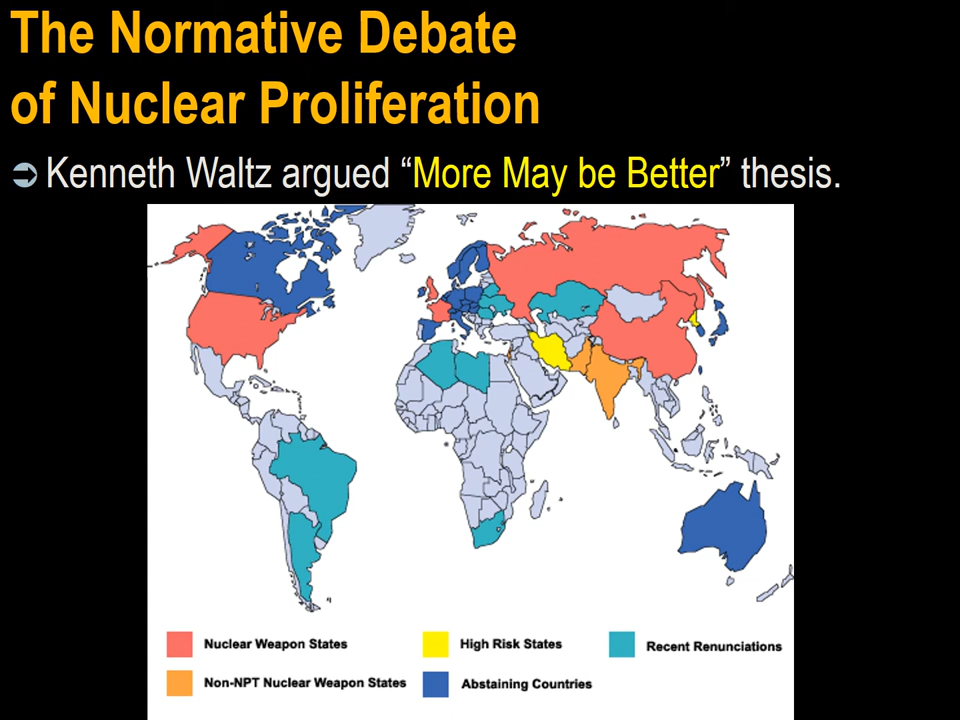 The Normative Debate
of Nuclear Proliferation
Kenneth Waltz argued “More May be Better” thesis.
Nuclear Weapon States
High Risk States
Recent Renunciations
Non-NPT Nuclear Weapon States
Abstaining Countries